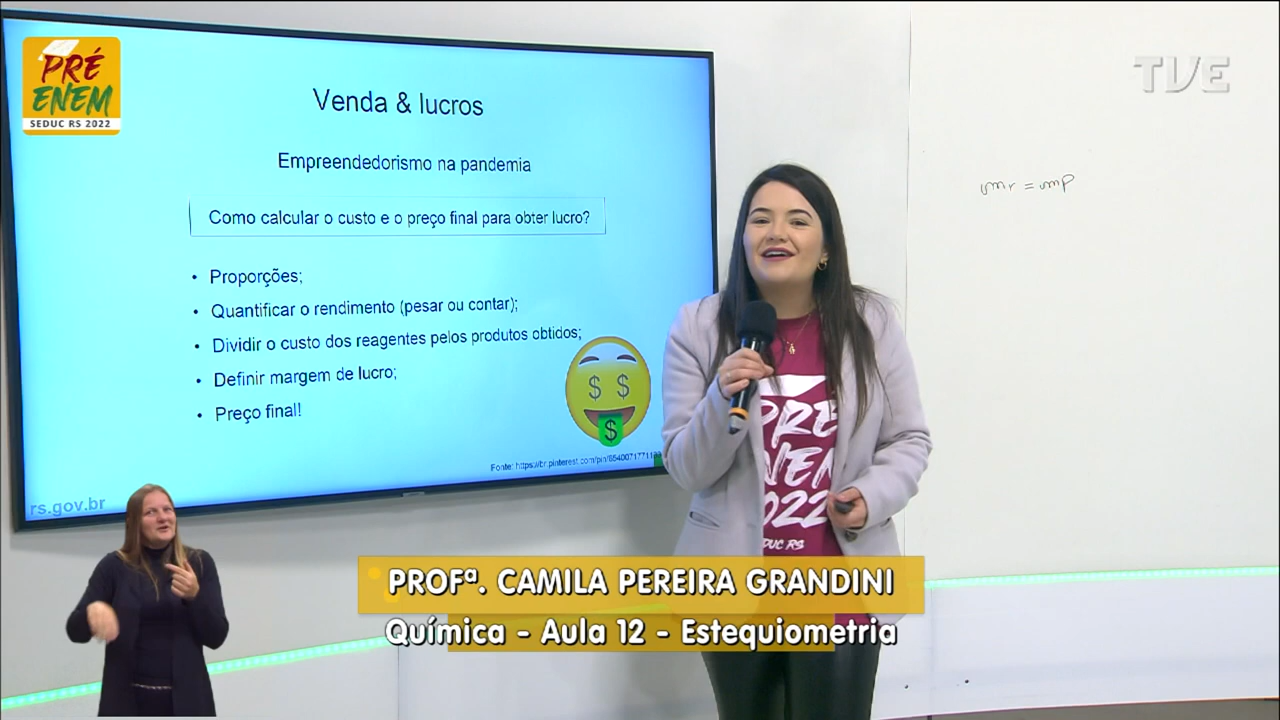 PRÉ
ENEM
SEDUC RS 2022
TVE
Venda & lucros
Empreendedorismo na pandemia
Como calcular o custo e o preço final para obter lucro?
• Proporções;
• Quantificar o rendimento (pesar ou contar);
• Dividir o custo dos reagentes pelos produtos obtidos;
• Definir margem de lucro;
• Preço final!
$ $
$
rs.gov.br
mr = mp
PRÉ
ENEM
2022
SEDUC RS
PROFª. CAMILA PEREIRA GRANDINI
Química - Aula 12 - Estequiometria